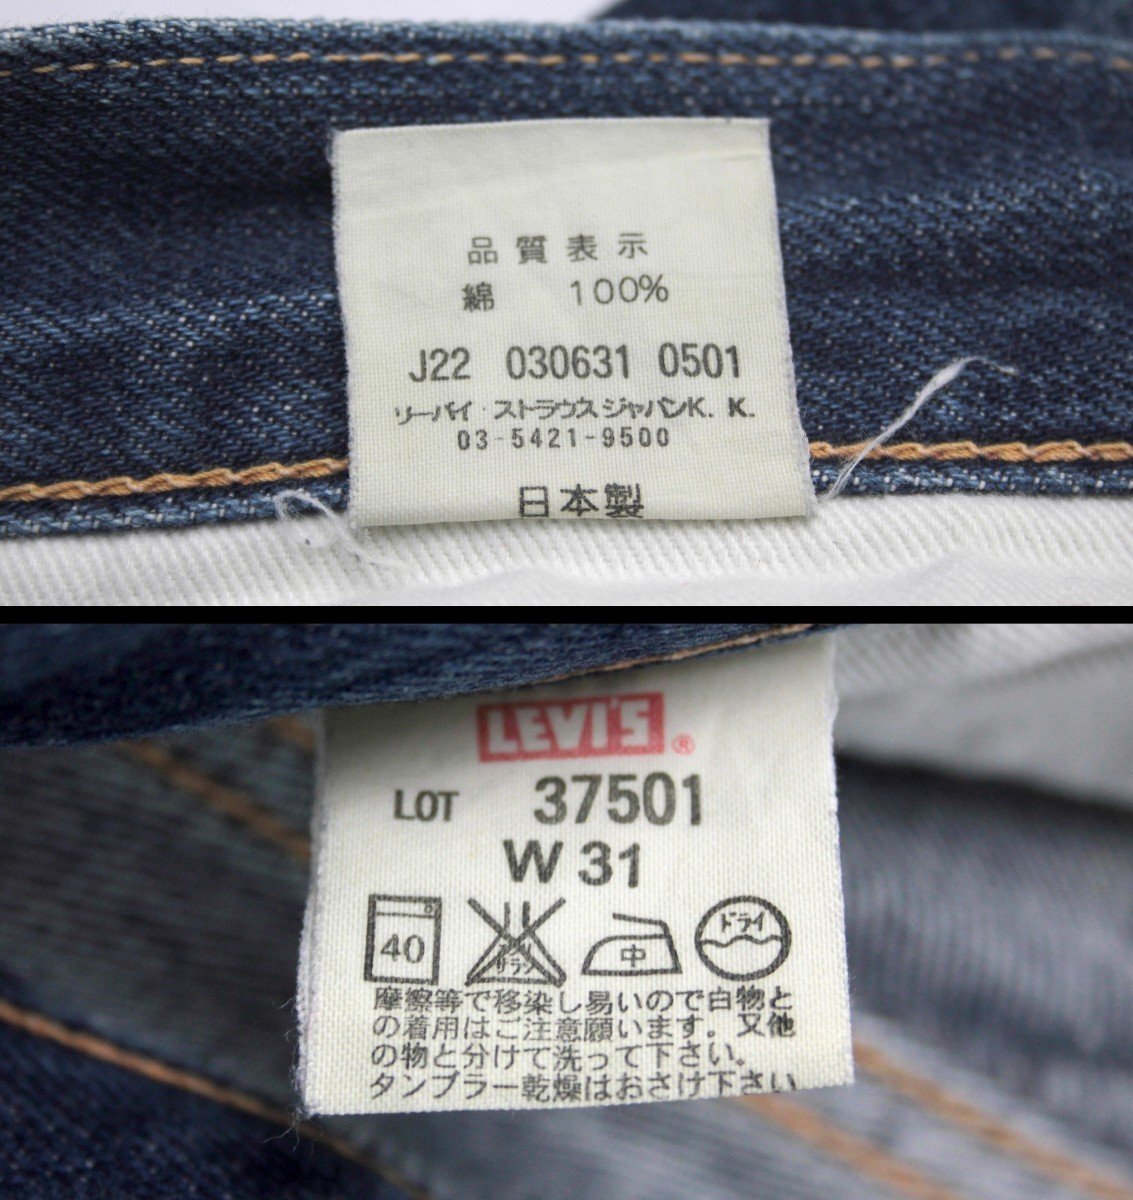 品質表示
綿 100%
J22 030631 0501
リーバイ・ストラウスジャパンK. K.
03-5421-9500
日本製
LEVI'S®
LOT 37501
W 31
40 サラシ 中 ドライ
摩擦等で移染し易いので白物と
の着用はご注意願います。又他
の物と分けて洗って下さい。
タンブラー乾燥はおさけ下さい